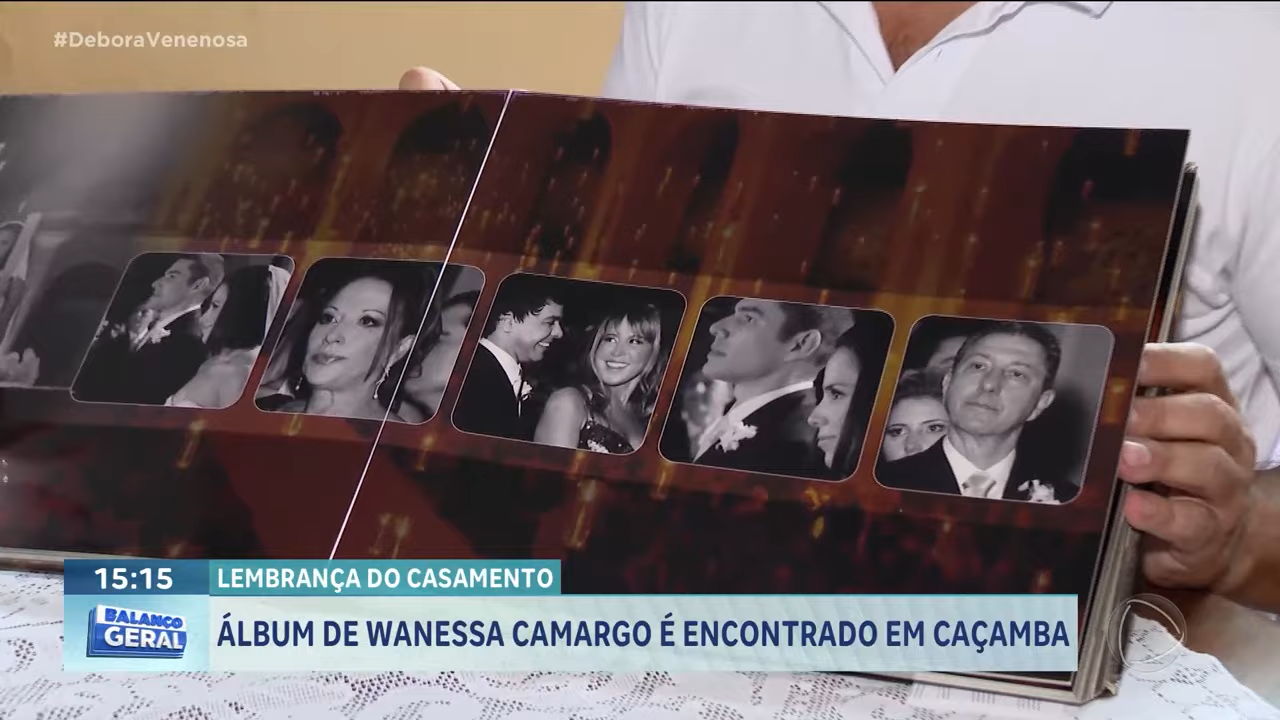 #DeboraVenenosa
15:15
LEMBRANÇA DO CASAMENTO
BALANÇO
GERAL
ÁLBUM DE WANESSA CAMARGO É ENCONTRADO EM CAÇAMBA